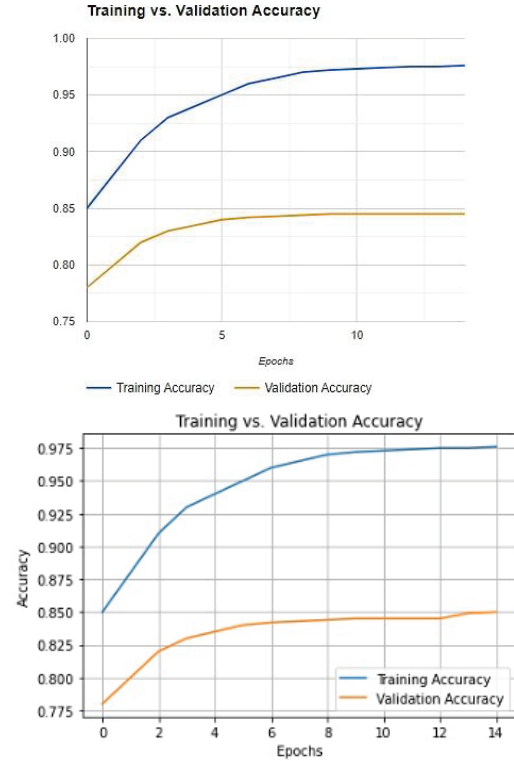 Training vs. Validation Accuracy
1.00
0.95
0.90
0.85
0.80
0.75
0 5 10
Epochs
Training Accuracy Validation Accuracy
Training vs. Validation Accuracy
0.975
0.950
0.925
0.900
0.875
0.850
0.825
0.800
0.775
Accuracy
Training Accuracy
Validation Accuracy
0 2 4 6 8 10 12 14
Epochs